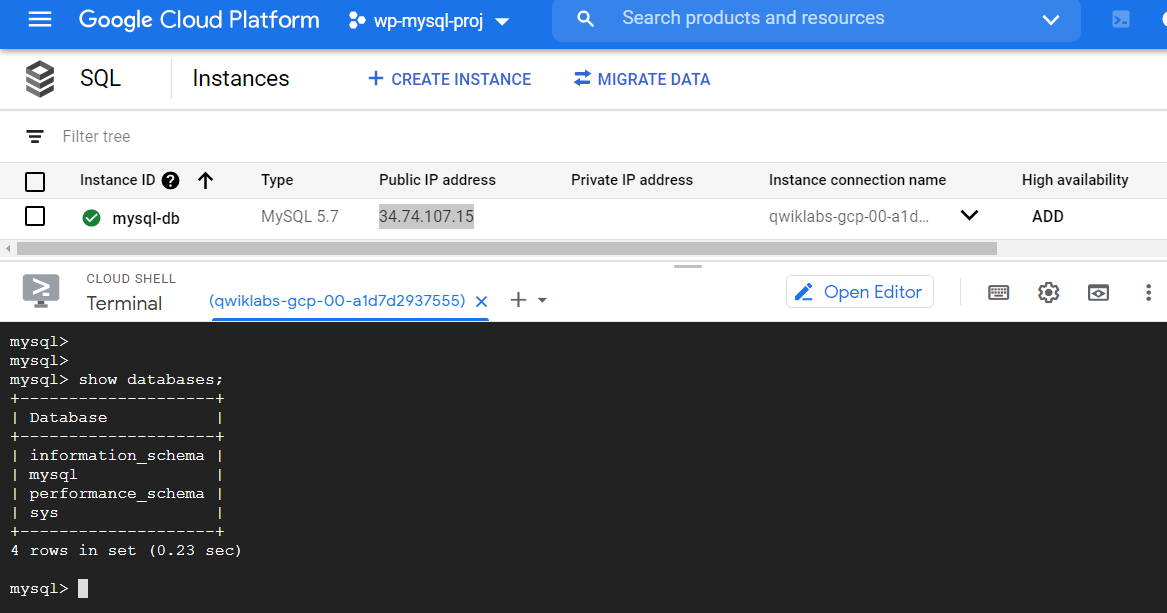 Google Cloud Platform wp-mysql-proj Search products and resources
SQL Instances CREATE INSTANCE MIGRATE DATA
Filter tree
Instance ID Type Public IP address Private IP address Instance connection name High availability
mysql-db MySQL 5.7 34.74.107.15 qwiklabs-gcp-00-a1d... ADD
CLOUD SHELL
Terminal (qwiklabs-gcp-00-a1d7d2937555) Open Editor
mysql>
mysql>
mysql> show databases;
+--------------------+
| Database           |
+--------------------+
| information_schema |
| mysql              |
| performance_schema |
| sys                |
+--------------------+
4 rows in set (0.23 sec)
mysql>